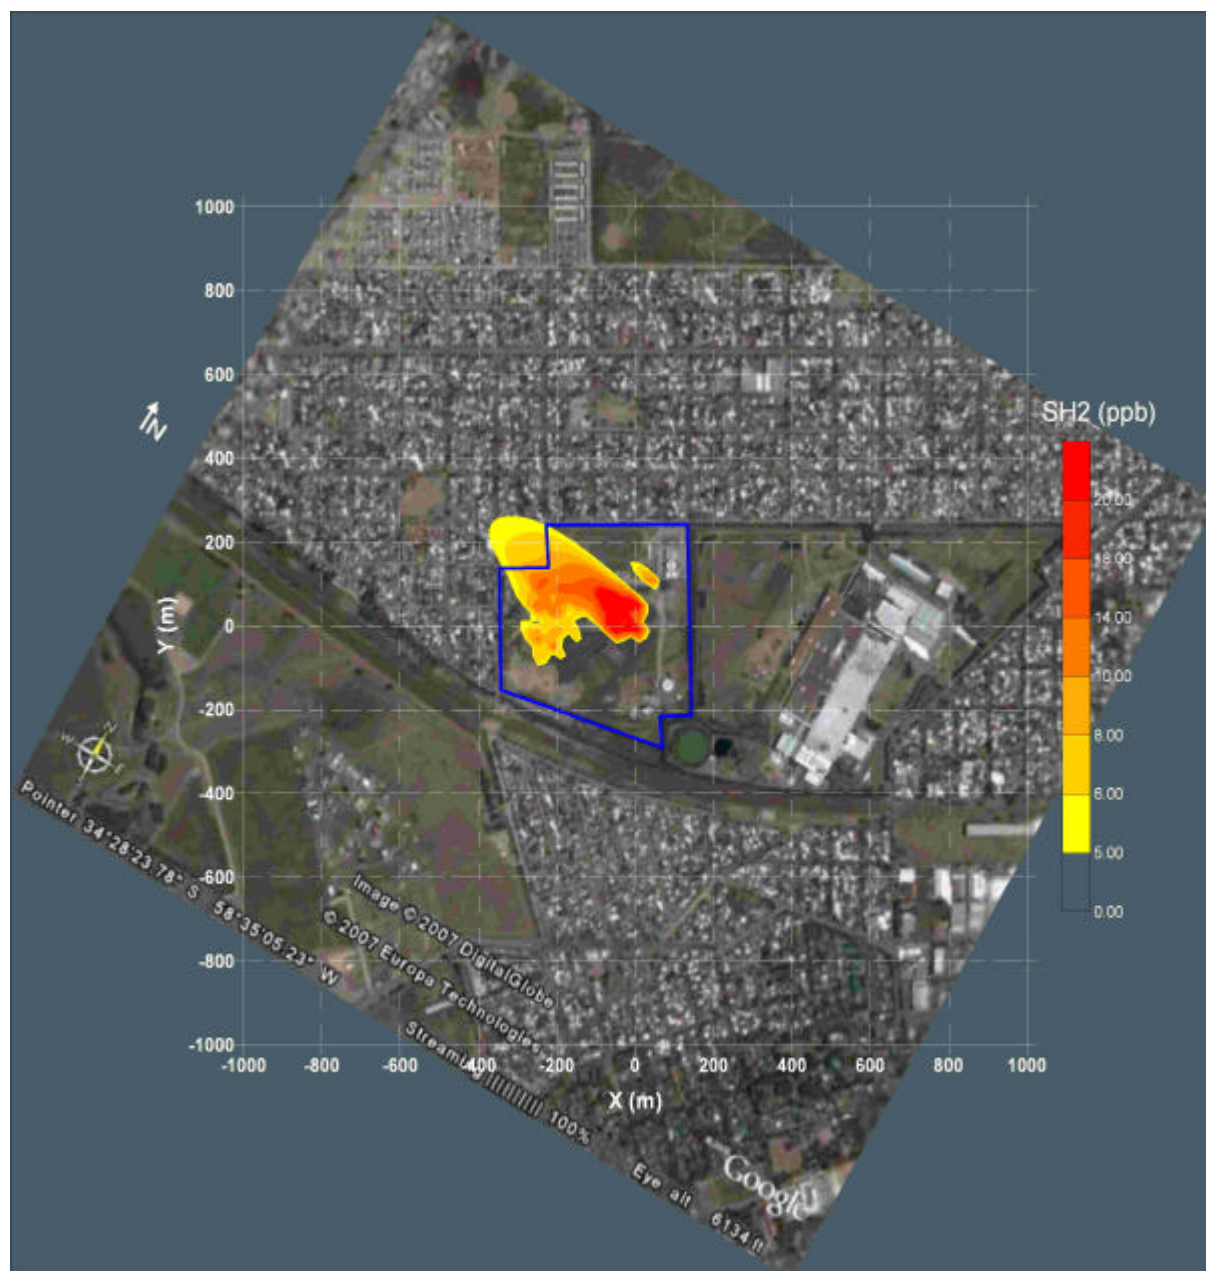 1000
800
600
400
200
0
-200
-400
-600
-800
-1000
Y (m)
-1000
-800
-600
-400
-200
0
200
400
600
800
1000
X (m)
N
SH2 (ppb)
20.00
18.00
14.00
10.00
8.00
6.00
5.00
0.00
N
W
E
Pointer 34°28'23.78" S 58°35'05.23" W
Image © 2007 DigitalGlobe
© 2007 Europa Technologies
Streaming |||||||||| 100%
Eye alt 6134 ft
Google